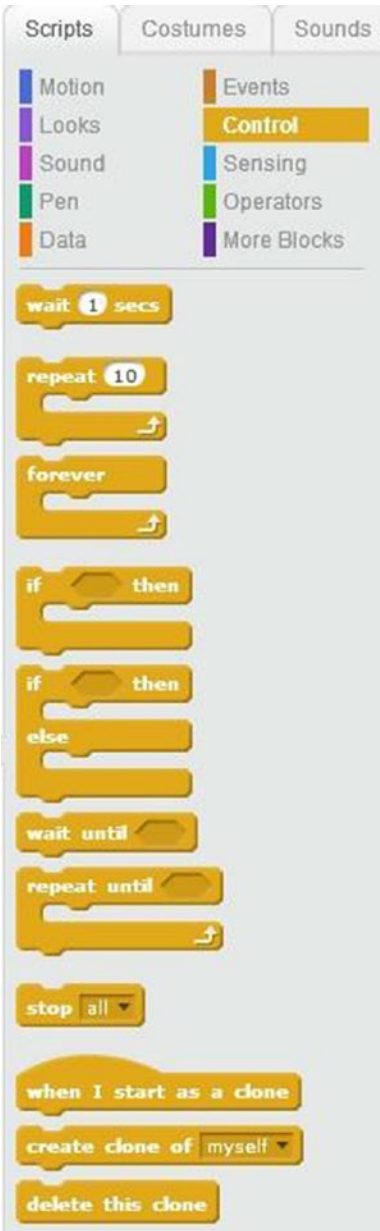 Scripts Costumes Sounds
Motion Events
Looks Control
Sound Sensing
Pen Operators
Data More Blocks
wait 1 secs
repeat 10
forever
if then
if then
else
wait until
repeat until
stop all
when I start as a clone
create clone of myself
delete this clone